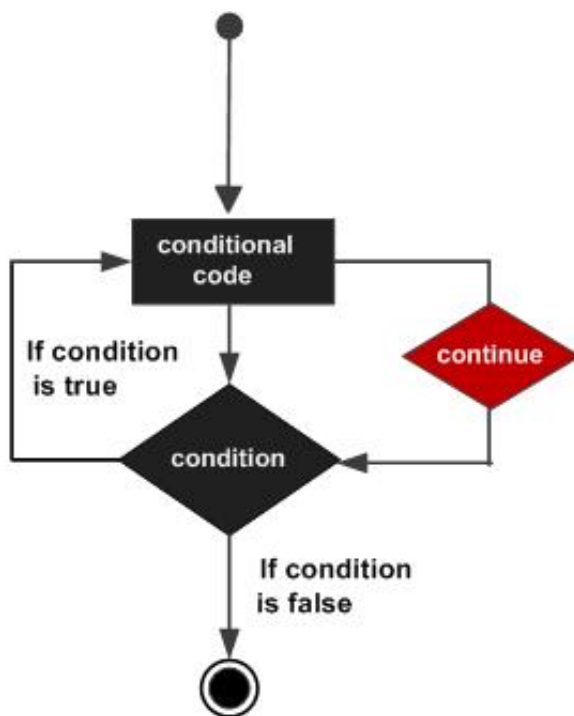 conditional
code
If condition
is true
continue
condition
If condition
is false